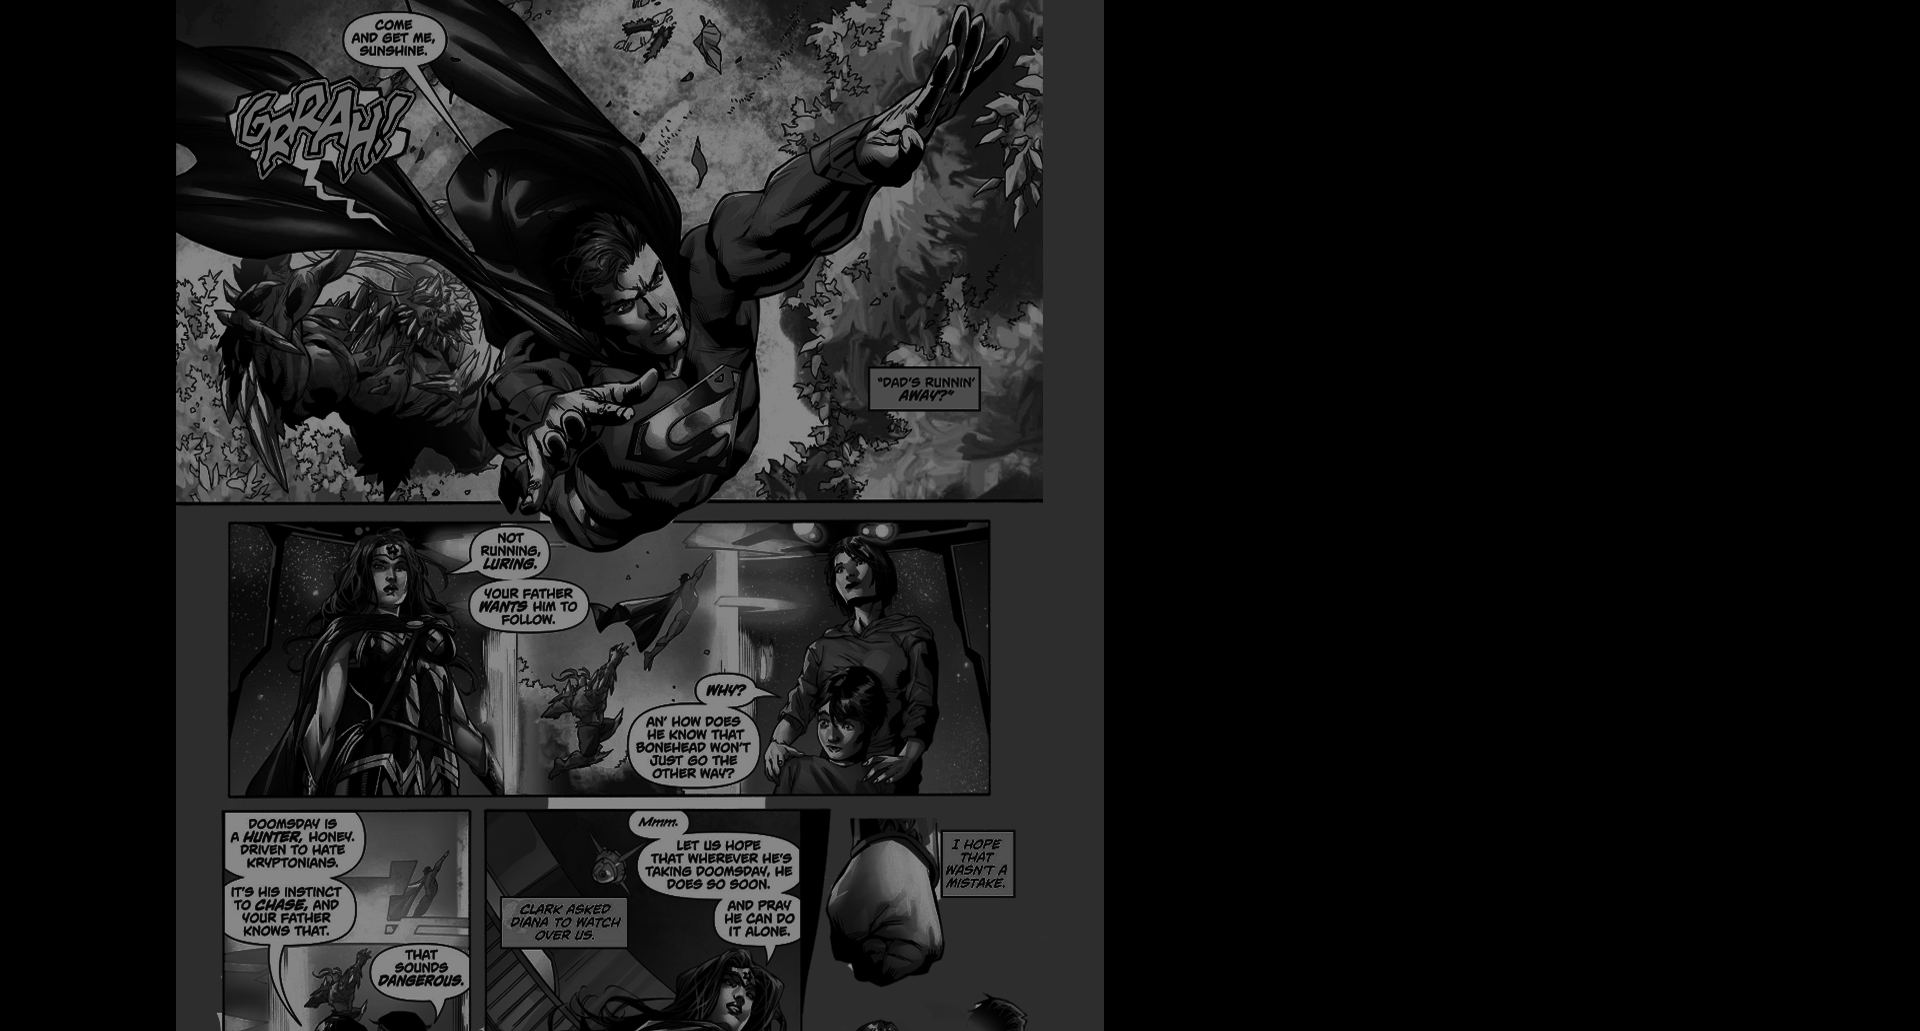 COME
AND GET ME,
SUNSHINE.
GRRAH!
"DAD'S RUNNIN'
AWAY?"
NOT
RUNNING,
LURING.
YOUR FATHER
WANTS HIM TO
FOLLOW.
WHY?
AN' HOW DOES
HE KNOW THAT
BONEHEAD WON'T
JUST GO THE
OTHER WAY?
DOOMSDAY IS
A HUNTER, HONEY.
DRIVEN TO HATE
KRYPTONIANS.
IT'S HIS INSTINCT
TO CHASE, AND
YOUR FATHER
KNOWS THAT.
THAT
SOUNDS
DANGEROUS.
Mmm.
LET US HOPE
THAT WHEREVER HE'S
TAKING DOOMSDAY, HE
DOES SO SOON.
AND PRAY
HE CAN DO
IT ALONE.
CLARK ASKED
DIANA TO WATCH
OVER US.
I HOPE
THAT
WASN'T A
MISTAKE.